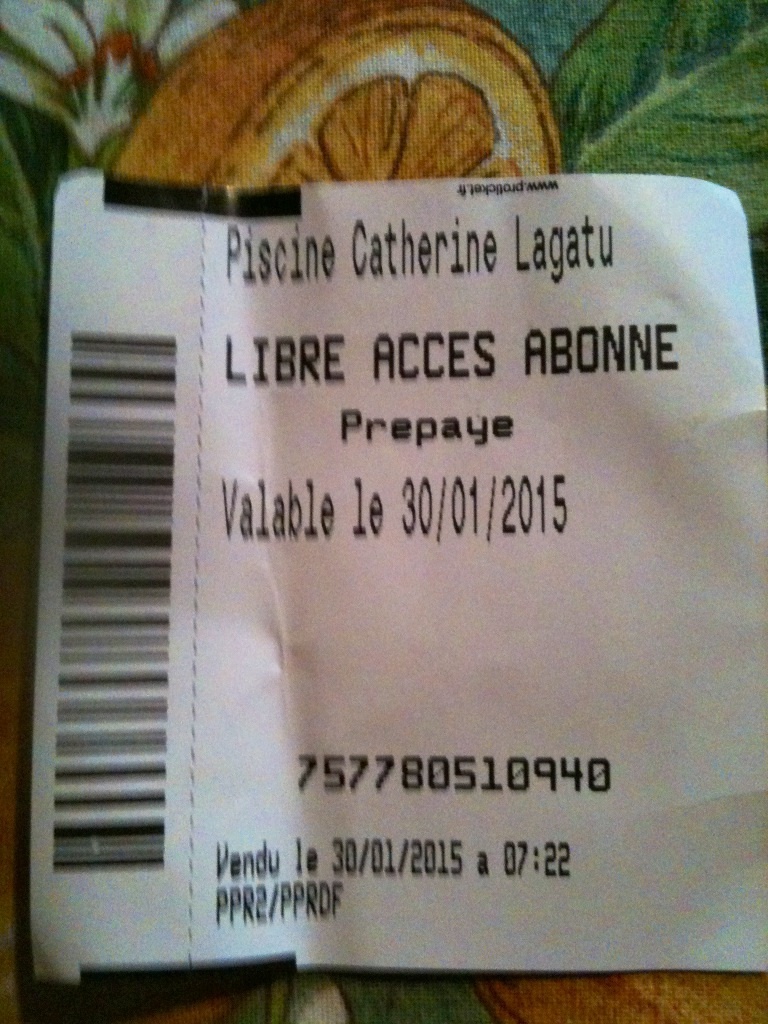 www.proticket.fr
Piscine Catherine Lagatu
LIBRE ACCES ABONNE
Prepaye
Valable le 30/01/2015
757780510940
Vendu le 30/01/2015 a 07:22
PPR2/PPRDF